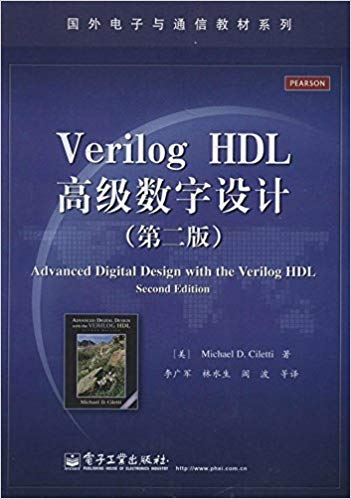 国外电子与通信教材系列
PEARSON
Verilog HDL
高级数字设计
（第二版）
Advanced Digital Design with the Verilog HDL
Second Edition
ADVANCED DIGITAL DESIGN
WITH THE VERILOG HDL
Michael D. Ciletti
［美］ Michael D. Ciletti 著
李广军 林水生 阎 波 等译
电子工业出版社
PUBLISHING HOUSE OF ELECTRONICS INDUSTRY
http://www.phei.com.cn